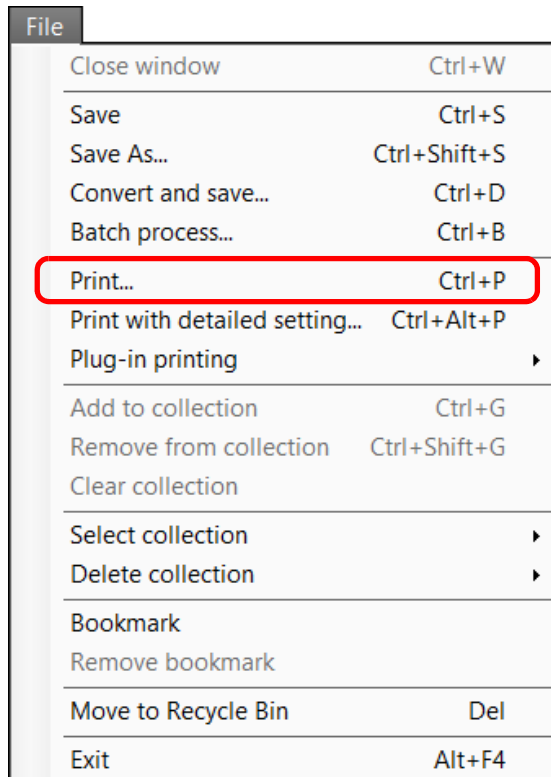 File
Close window Ctrl+W
Save Ctrl+S
Save As... Ctrl+Shift+S
Convert and save... Ctrl+D
Batch process... Ctrl+B
Print... Ctrl+P
Print with detailed setting... Ctrl+Alt+P
Plug-in printing
Add to collection Ctrl+G
Remove from collection Ctrl+Shift+G
Clear collection
Select collection
Delete collection
Bookmark
Remove bookmark
Move to Recycle Bin Del
Exit Alt+F4